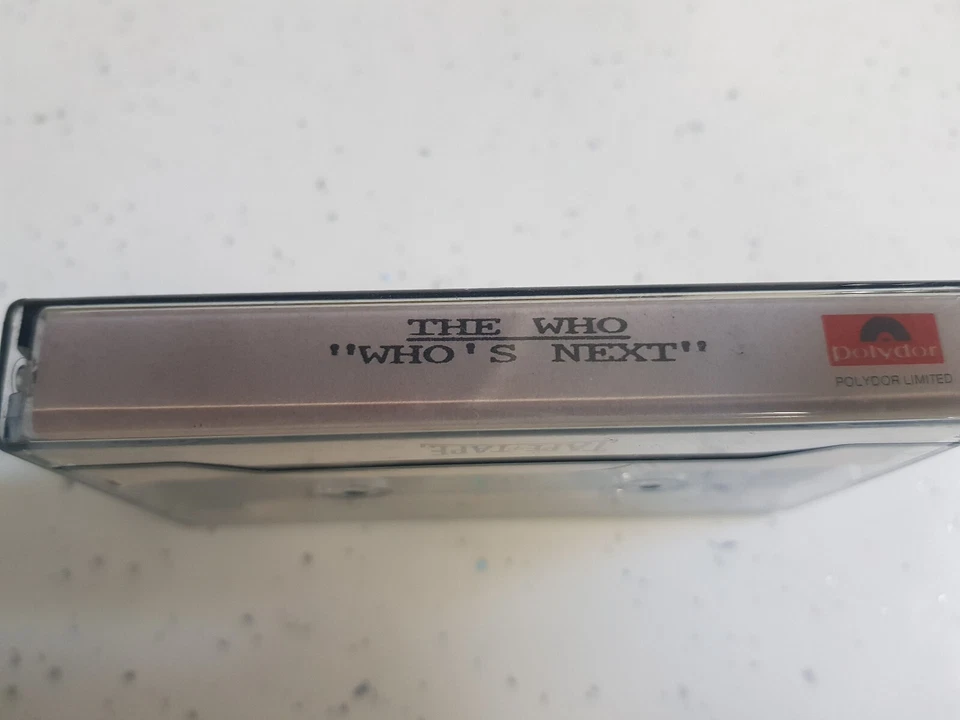 THE WHO
"WHO'S NEXT"
polydor
POLYDOR LIMITED